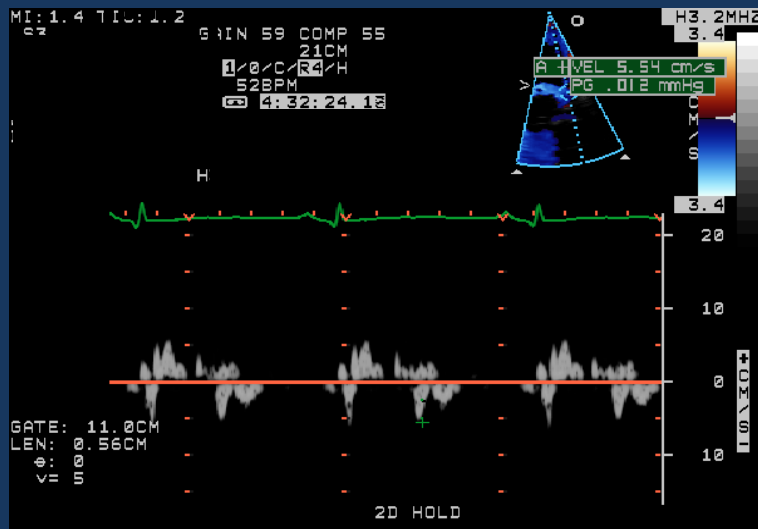 MI:1.4 TIC:1.2
S3
GAIN 59 COMP 55
21CM
1/0/C/R4/H
52BPM
4:32:24.18
H3.2MHZ
3.4
A +VEL 5.54 cm/s
PG .012 mmHg
CM/S
3.4
H
20
10
0
10
+CM/S-
GATE: 11.0CM
LEN: 0.56CM
θ: 0
v= 5
2D HOLD